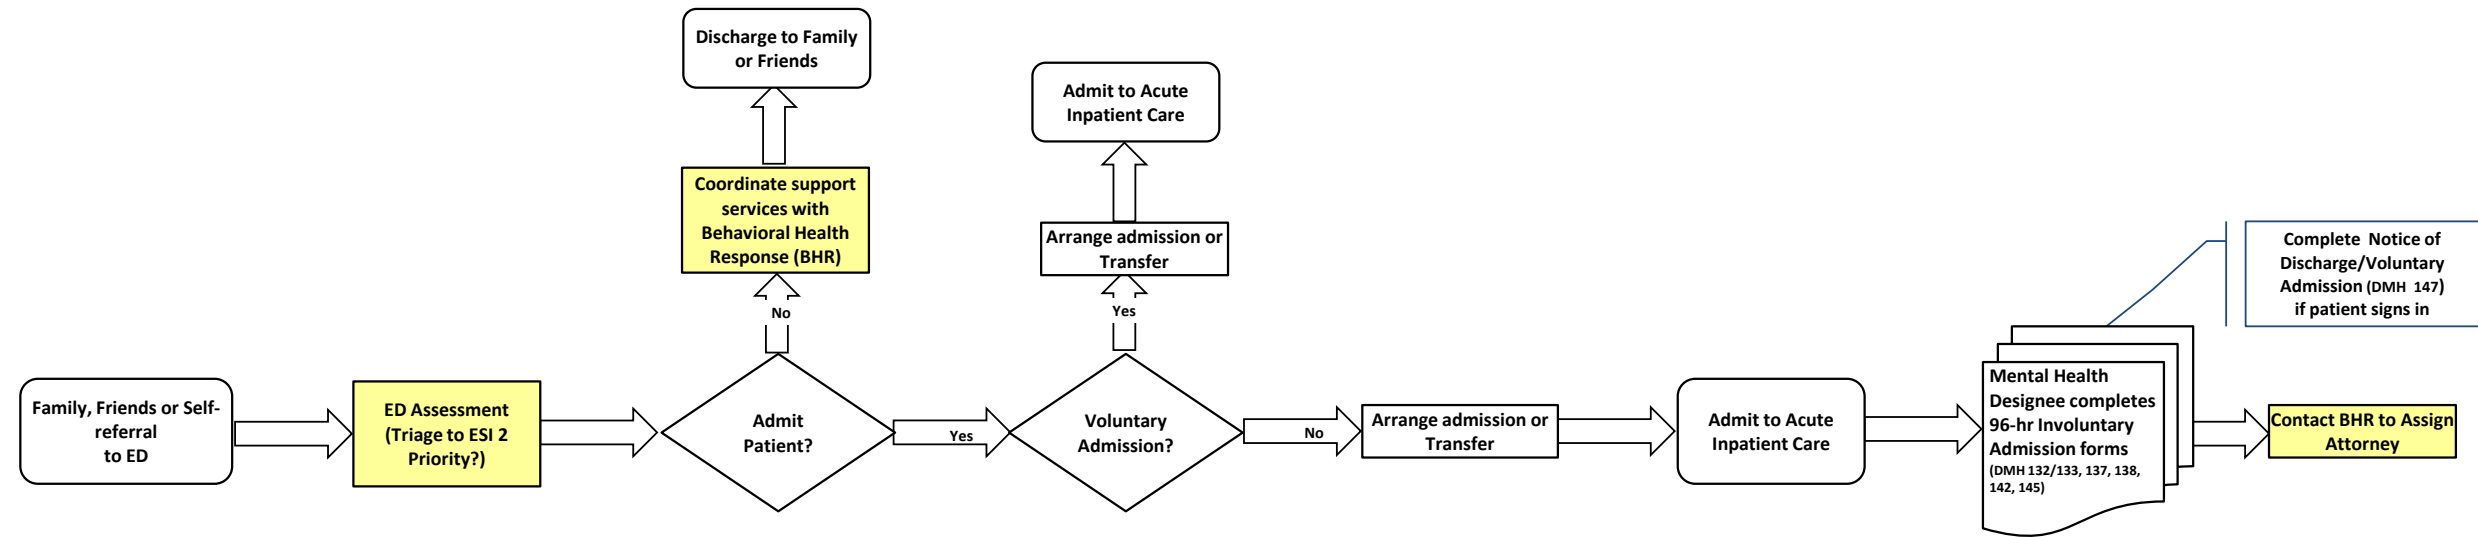 Discharge to Family
or Friends
Admit to Acute
Inpatient Care
Coordinate support
services with
Behavioral Health
Response (BHR)
Arrange admission or
Transfer
Complete Notice of
Discharge/Voluntary
Admission (DMH 147)
if patient signs in
No
Yes
Family, Friends or Self-
referral
to ED
ED Assessment
(Triage to ESI 2
Priority?)
Admit
Patient?
Yes
Voluntary
Admission?
No
Arrange admission or
Transfer
Admit to Acute
Inpatient Care
Mental Health
Designee completes
96-hr Involuntary
Admission forms
(DMH 132/133, 137, 138,
142, 145)
Contact BHR to Assign
Attorney